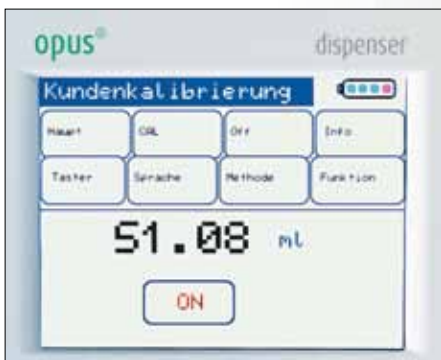 opus® dispenser
Kundenkalibrierung
Haupt CAL Off Info
Taster Sprache Methode Funktion
51.08 ml
ON